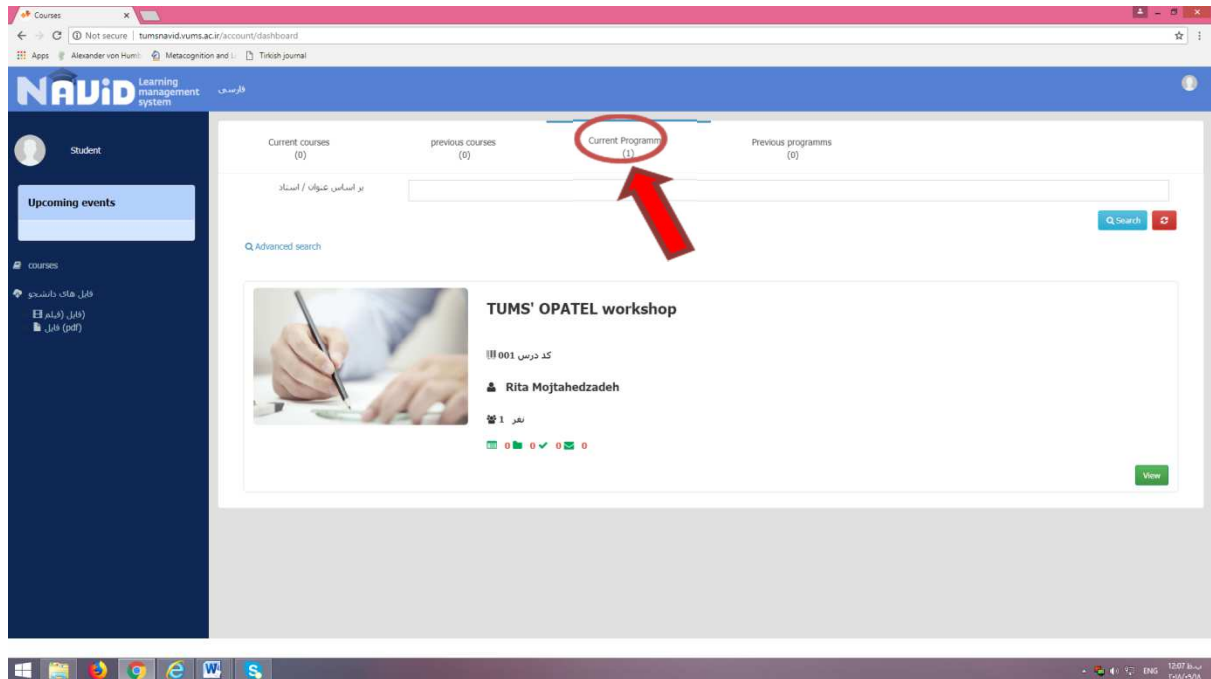 Courses
Not secure | tumsnavid.vums.ac.ir/account/dashboard
Apps Alexander von Humb Metacognition and L Tirkish journal
NAViD Learning management system
فارسی
Student
Upcoming events
courses
فایل های دانشجو
فایل (فیلم)
فایل (pdf)
Current courses
(0)
previous courses
(0)
Current Programm
(1)
Previous programms
(0)
بر اساس عنوان / استاد
Search
Advanced search
TUMS' OPATEL workshop
کد درس 001
Rita Mojtahedzadeh
1 نفر
0 0 0 0
View
ENG
12:07 ب.ظ